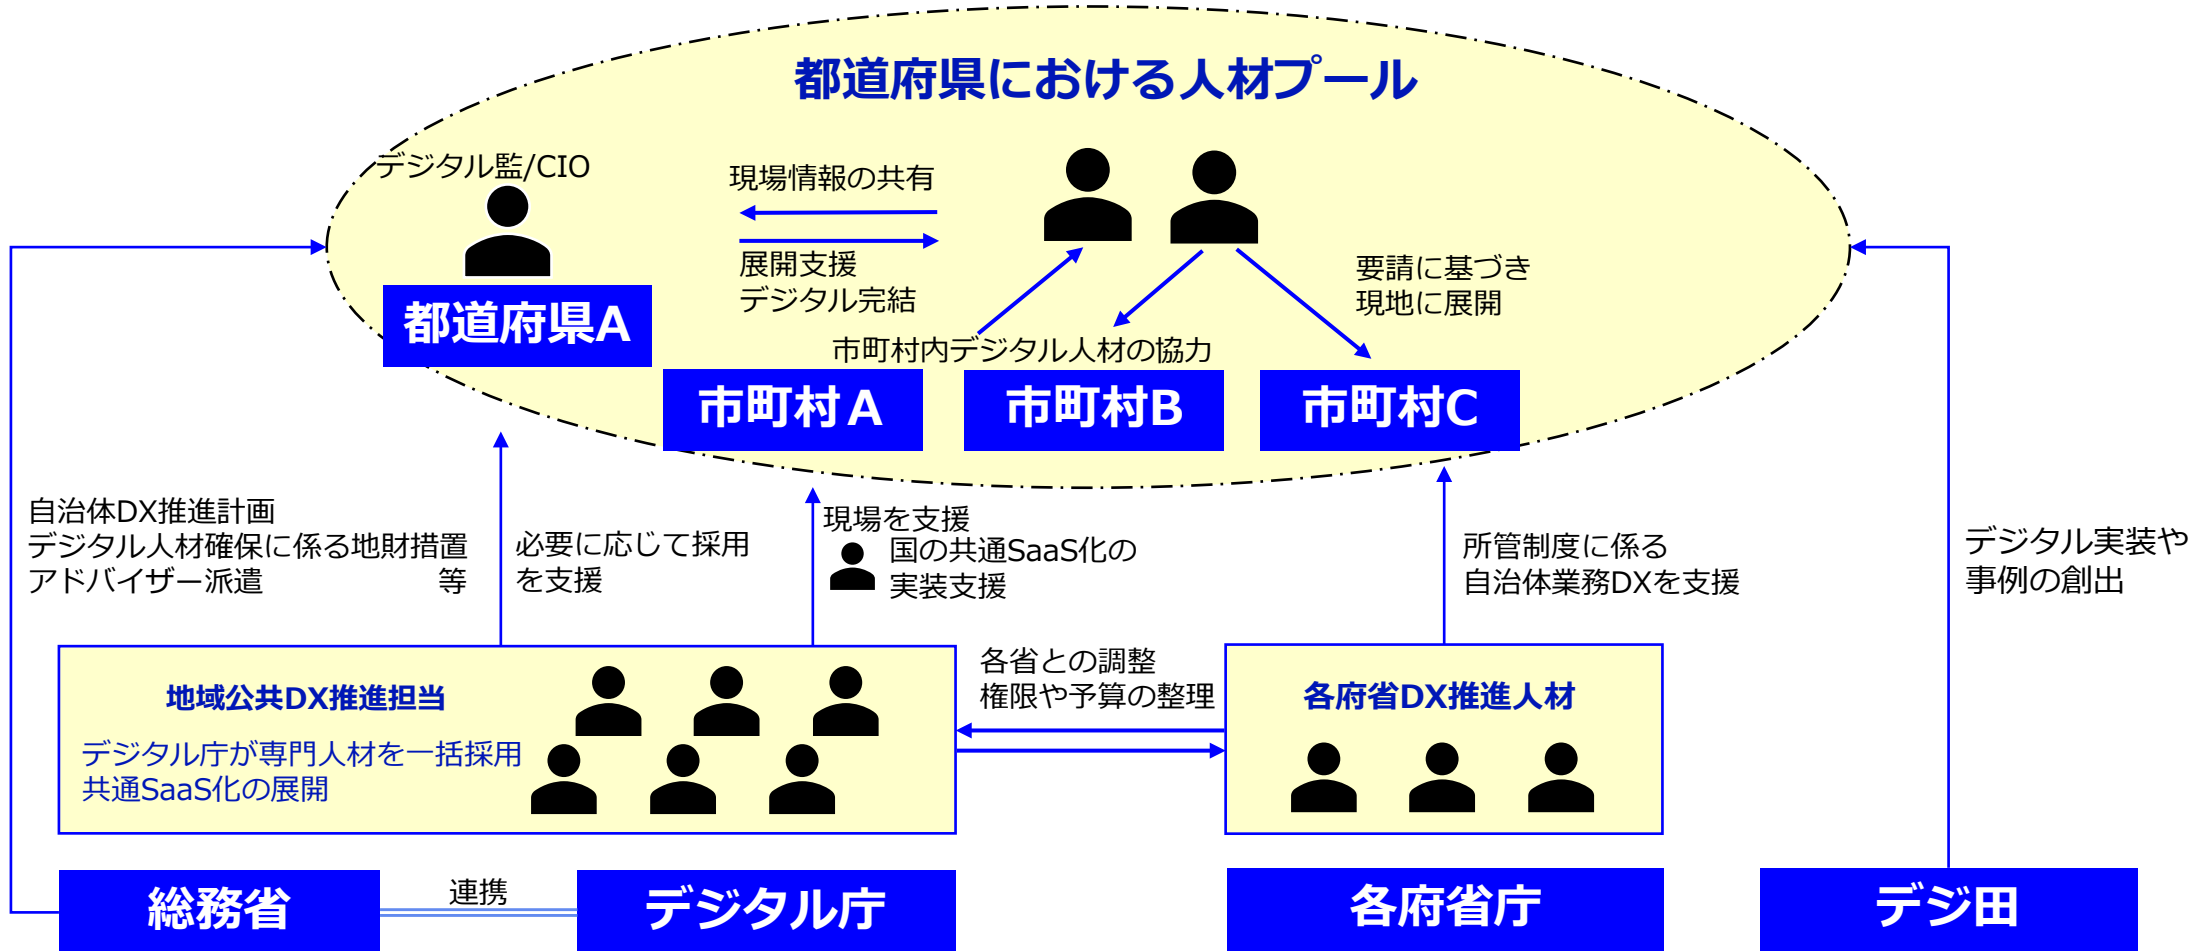 都道府県における人材プール
デジタル監/CIO
都道府県A
現場情報の共有
展開支援
デジタル完結
要請に基づき
現地に展開
市町村内デジタル人材の協力
市町村A
市町村B
市町村C
自治体DX推進計画
デジタル人材確保に係る地財措置
アドバイザー派遣 等
必要に応じて採用
を支援
現場を支援
国の共通SaaS化の
実装支援
所管制度に係る
自治体業務DXを支援
デジタル実装や
事例の創出
地域公共DX推進担当
デジタル庁が専門人材を一括採用
共通SaaS化の展開
各省との調整
権限や予算の整理
各府省DX推進人材
総務省
連携
デジタル庁
各府省庁
デジ田